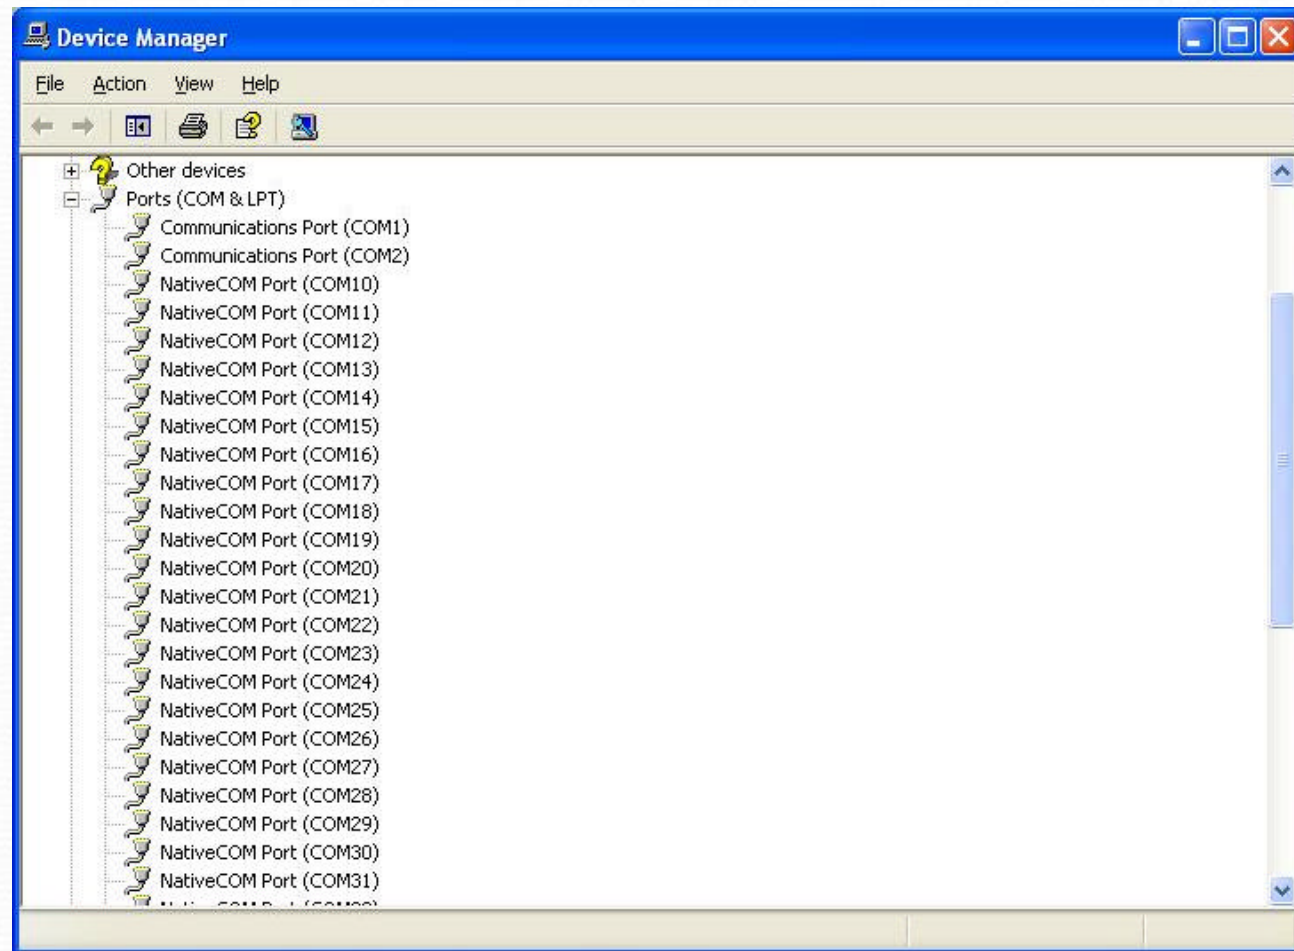 Device Manager
File Action View Help
Other devices
Ports (COM & LPT)
Communications Port (COM1)
Communications Port (COM2)
NativeCOM Port (COM10)
NativeCOM Port (COM11)
NativeCOM Port (COM12)
NativeCOM Port (COM13)
NativeCOM Port (COM14)
NativeCOM Port (COM15)
NativeCOM Port (COM16)
NativeCOM Port (COM17)
NativeCOM Port (COM18)
NativeCOM Port (COM19)
NativeCOM Port (COM20)
NativeCOM Port (COM21)
NativeCOM Port (COM22)
NativeCOM Port (COM23)
NativeCOM Port (COM24)
NativeCOM Port (COM25)
NativeCOM Port (COM26)
NativeCOM Port (COM27)
NativeCOM Port (COM28)
NativeCOM Port (COM29)
NativeCOM Port (COM30)
NativeCOM Port (COM31)